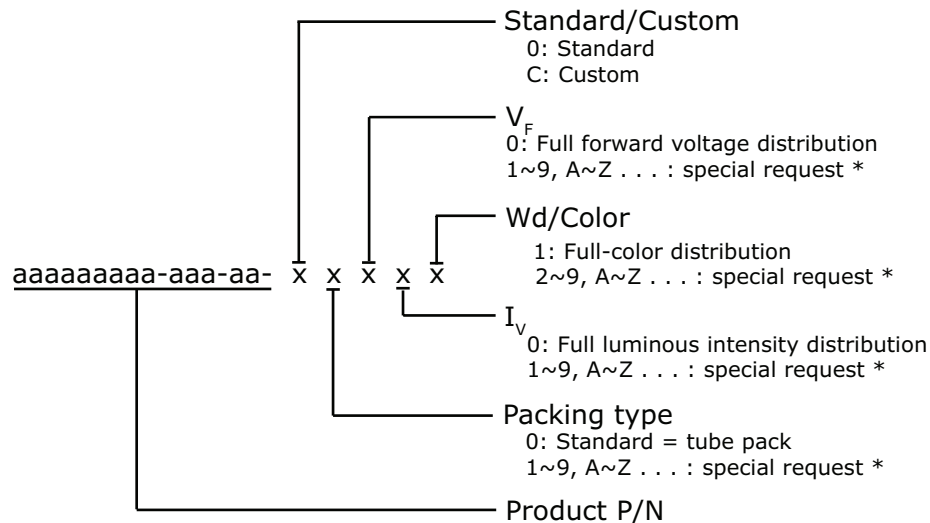 Standard/Custom
0: Standard
C: Custom
VF
0: Full forward voltage distribution
1~9, A~Z . . . : special request *
Wd/Color
1: Full-color distribution
2~9, A~Z . . . : special request *
aaaaaaaaa-aaa-aa- x x x x x
IV
0: Full luminous intensity distribution
1~9, A~Z . . . : special request *
Packing type
0: Standard = tube pack
1~9, A~Z . . . : special request *
Product P/N